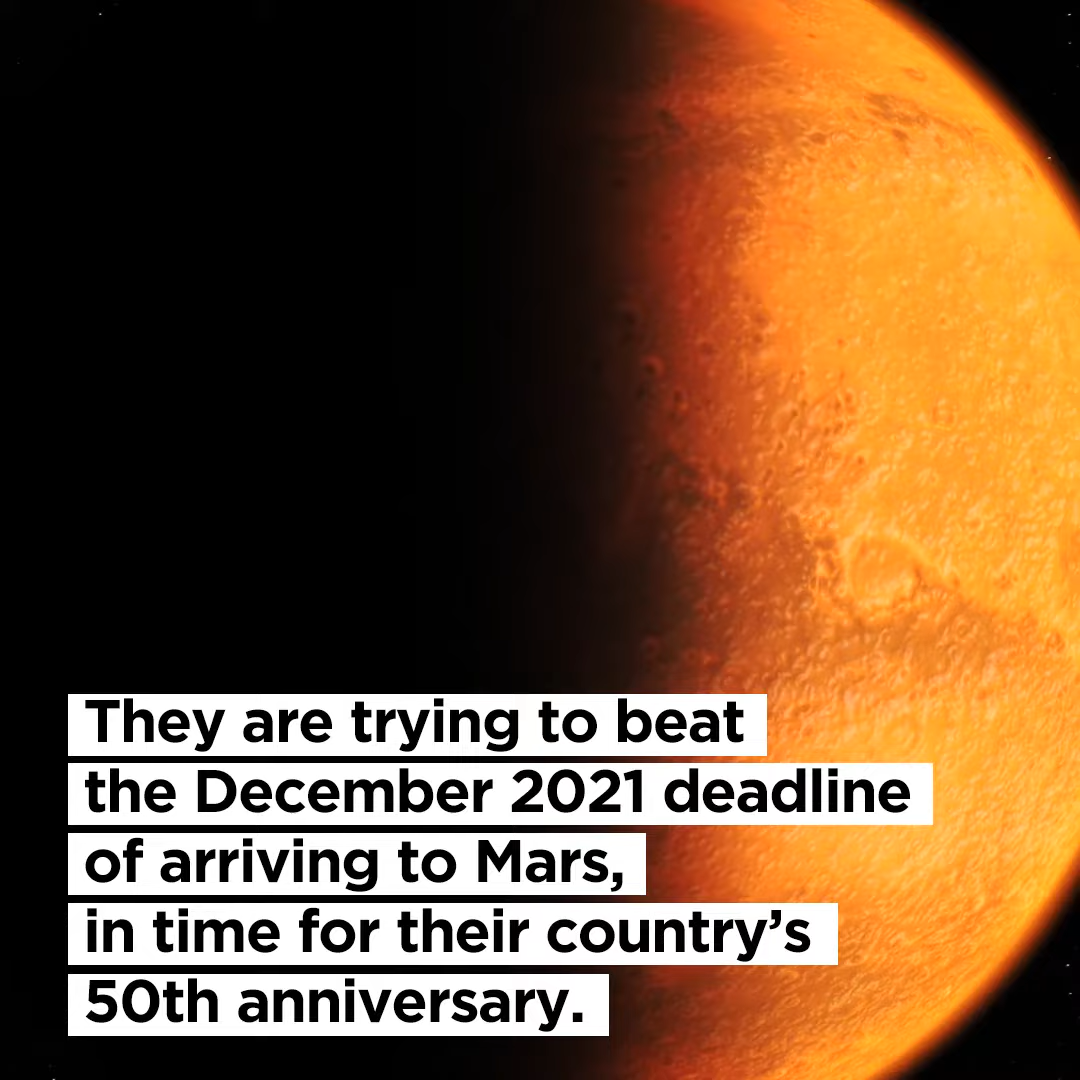 They are trying to beat
the December 2021 deadline
of arriving to Mars,
in time for their country’s
50th anniversary.